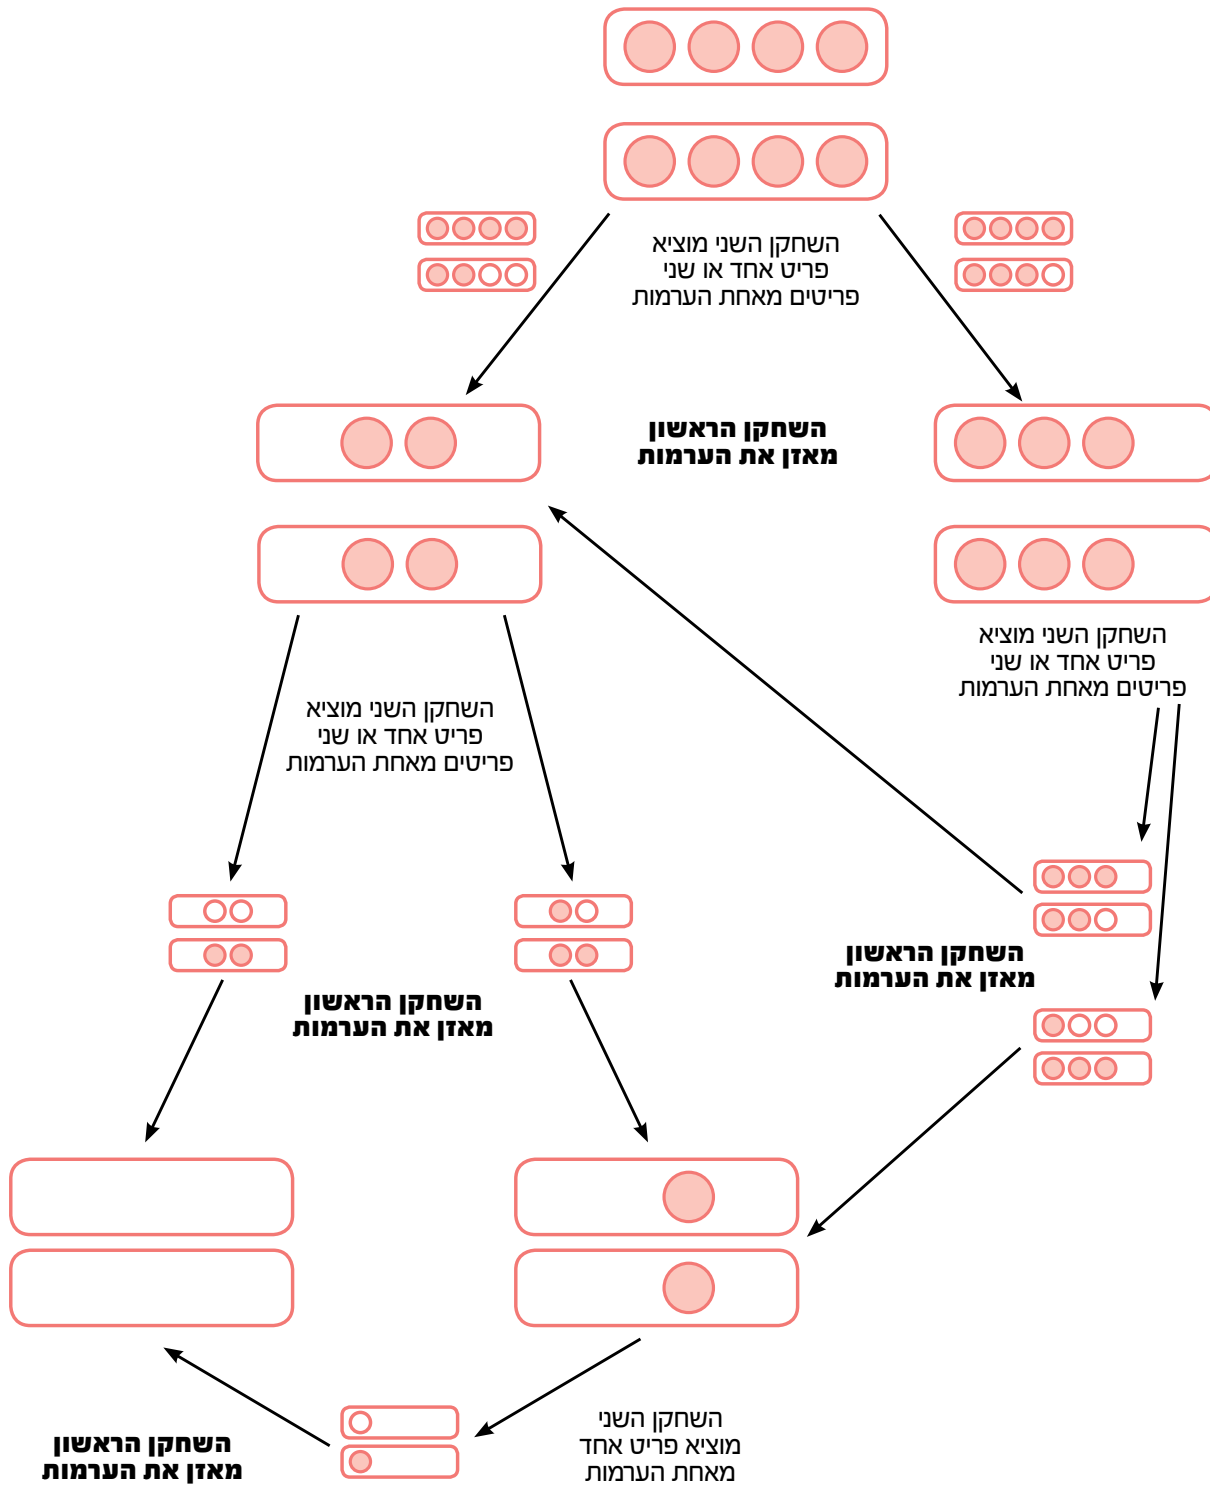 השחקן השני מוציא
פריט אחד או שני
פריטים מאחת הערמות
השחקן הראשון
מאזן את הערמות
השחקן השני מוציא
פריט אחד או שני
פריטים מאחת הערמות
השחקן השני מוציא
פריט אחד או שני
פריטים מאחת הערמות
השחקן הראשון
מאזן את הערמות
השחקן הראשון
מאזן את הערמות
השחקן השני
מוציא פריט אחד
מאחת הערמות
השחקן הראשון
מאזן את הערמות